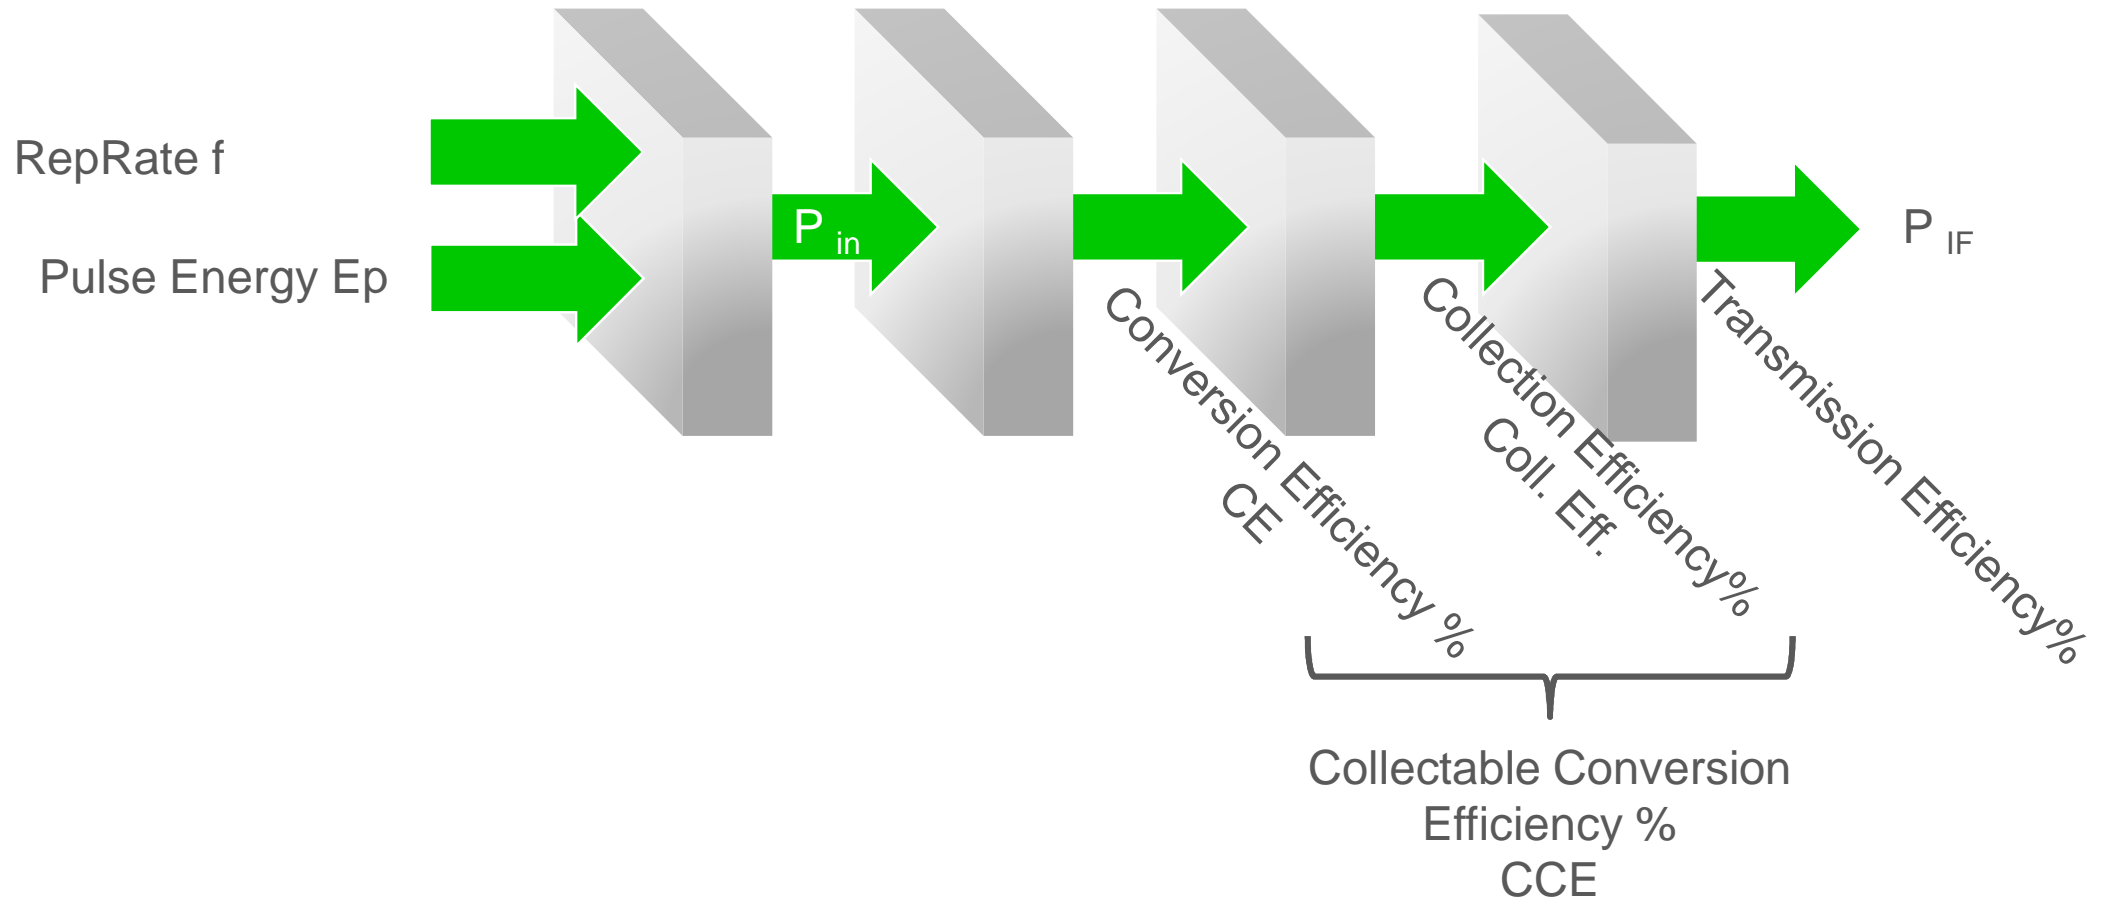 RepRate f
Pulse Energy Ep
P in
P IF
Conversion Efficiency %
CE
Collection Efficiency%
Coll. Eff.
Transmission Efficiency%
Collectable Conversion
Efficiency %
CCE